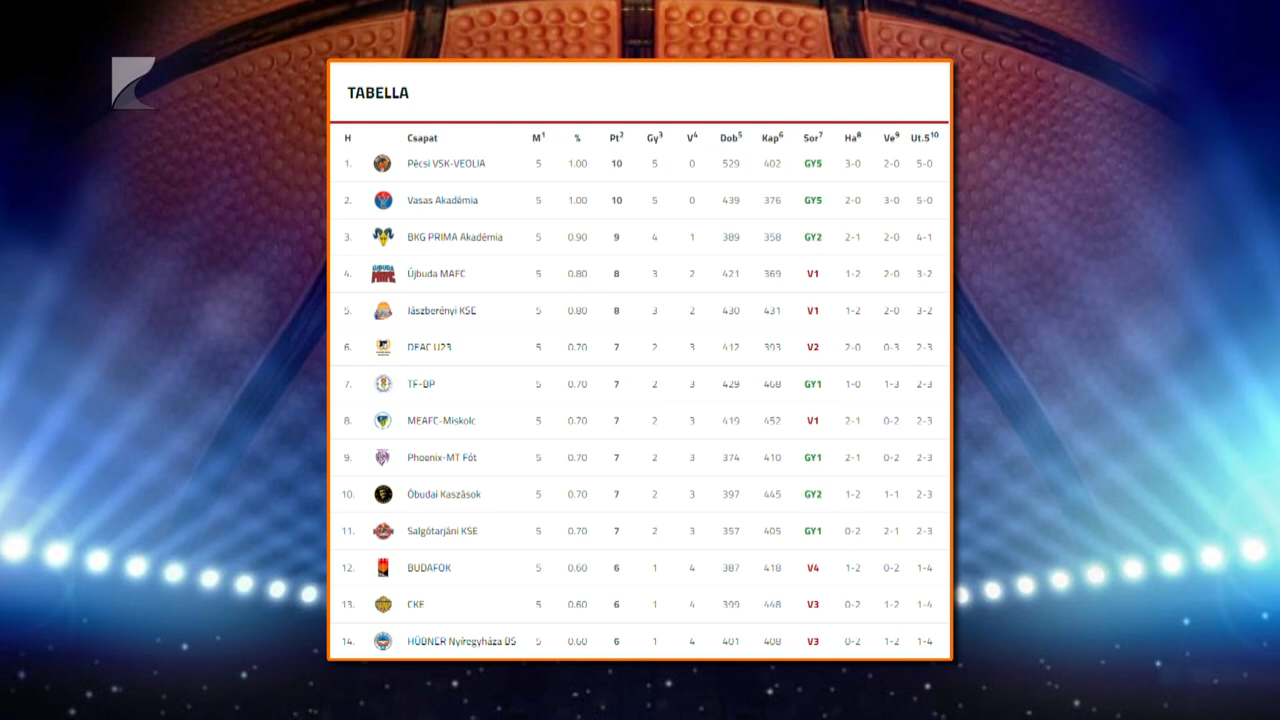 TABELLA
H Csapat M1 % Pt2 Gy3 V4 Dob5 Kap6 Sor7 Ha8 Ve9 Ut.510
1. Pécsi VSK-VEOLIA 5 1.00 10 5 0 529 402 GY5 3-0 2-0 5-0
2. Vasas Akadémia 5 1.00 10 5 0 439 376 GY5 2-0 3-0 5-0
3. BKG PRIMA Akadémia 5 0.90 9 4 1 389 358 GY2 2-1 2-0 4-1
4. Újbuda MAFC 5 0.80 8 3 2 421 369 V1 1-2 2-0 3-2
5. Jászberényi KSE 5 0.80 8 3 2 430 431 V1 1-2 2-0 3-2
6. DEAC U23 5 0.70 7 2 3 412 393 V2 2-0 0-3 2-3
7. TF-BP 5 0.70 7 2 3 429 468 GY1 1-0 1-3 2-3
8. MEAFC-Miskolc 5 0.70 7 2 3 419 452 V1 2-1 0-2 2-3
9. Phoenix-MT Fót 5 0.70 7 2 3 374 410 GY1 2-1 0-2 2-3
10. Óbudai Kaszások 5 0.70 7 2 3 397 445 GY2 1-2 1-1 2-3
11. Salgótarjáni KSE 5 0.70 7 2 3 357 405 GY1 0-2 2-1 2-3
12. BUDAFOK 5 0.60 6 1 4 387 418 V4 1-2 0-2 1-4
13. CKE 5 0.60 6 1 4 399 448 V3 0-2 1-2 1-4
14. HÜBNER Nyíregyháza BS 5 0.60 6 1 4 401 408 V3 0-2 1-2 1-4